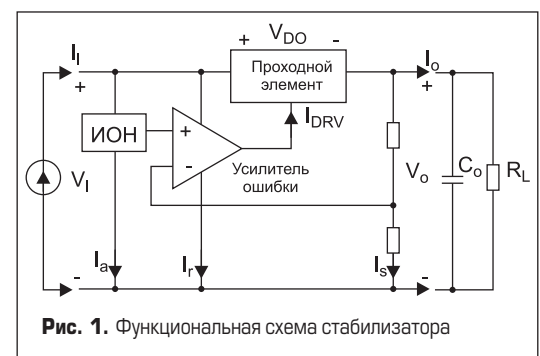 + V_DO -
I_I
+
Проходной
элемент
I_o
+
ИОН
+
-
I_DRV
Усилитель
ошибки
V_I
V_o
C_o
R_L
I_a
I_r
I_s
-
-
Рис. 1. Функциональная схема стабилизатора